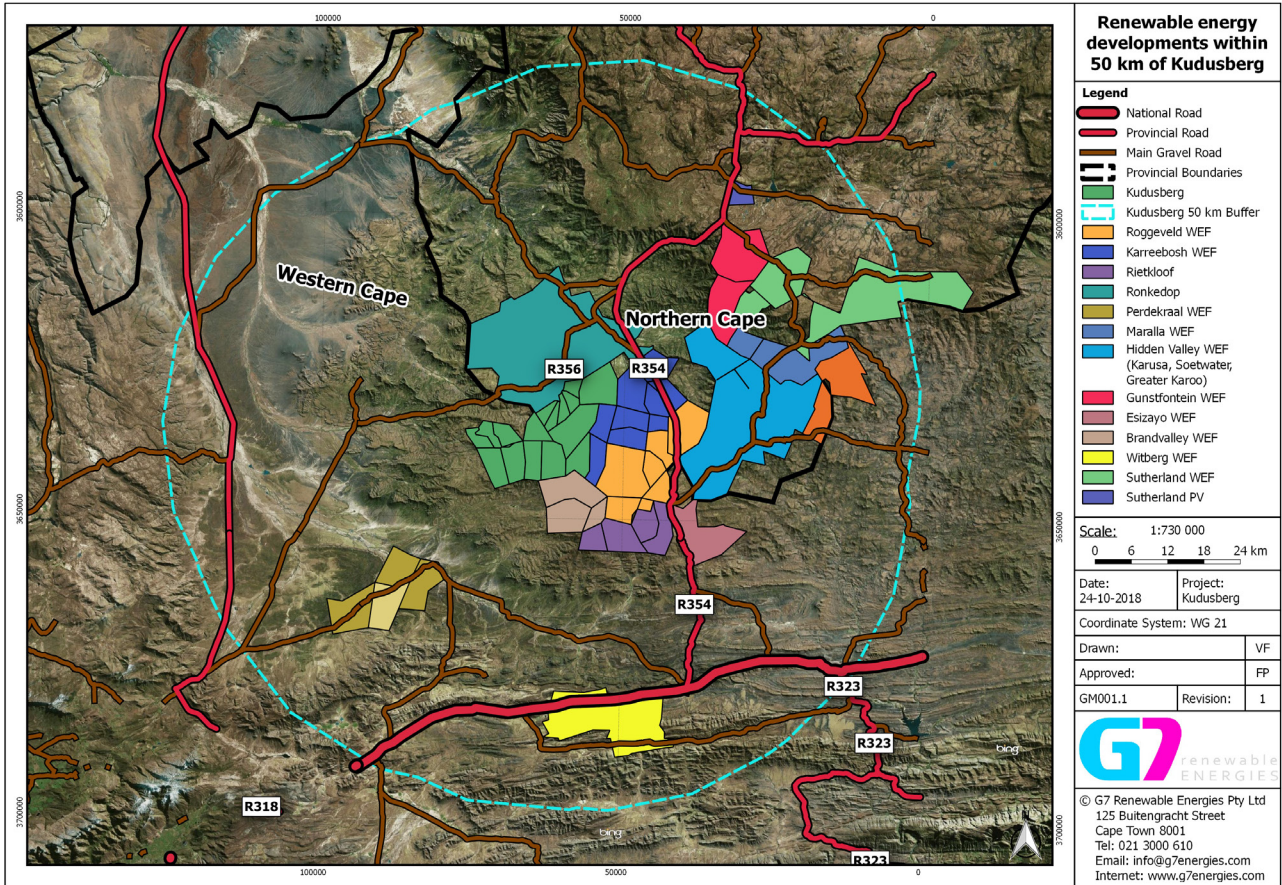 100000
50000
0
3600000
3650000
3700000
Western Cape
Northern Cape
R356
R354
R354
R323
R323
R318
R323
bing
bing
3600000
3650000
3700000
100000
50000
0
Renewable energy
developments within
50 km of Kudusberg
Legend
National Road
Provincial Road
Main Gravel Road
Provincial Boundaries
Kudusberg
Kudusberg 50 km Buffer
Roggeveld WEF
Karreebosh WEF
Rietkloof
Ronkedop
Perdekraal WEF
Maralla WEF
Hidden Valley WEF
(Karusa, Soetwater,
Greater Karoo)
Gunstfontein WEF
Esizayo WEF
Brandvalley WEF
Witberg WEF
Sutherland WEF
Sutherland PV
Scale: 1:730 000
0 6 12 18 24 km
Date:
24-10-2018
Project:
Kudusberg
Coordinate System: WG 21
Drawn: VF
Approved: FP
GM001.1 Revision: 1
G7 renewable
ENERGIES
© G7 Renewable Energies Pty Ltd
125 Buitengracht Street
Cape Town 8001
Tel: 021 3000 610
Email: info@g7energies.com
Internet: www.g7energies.com